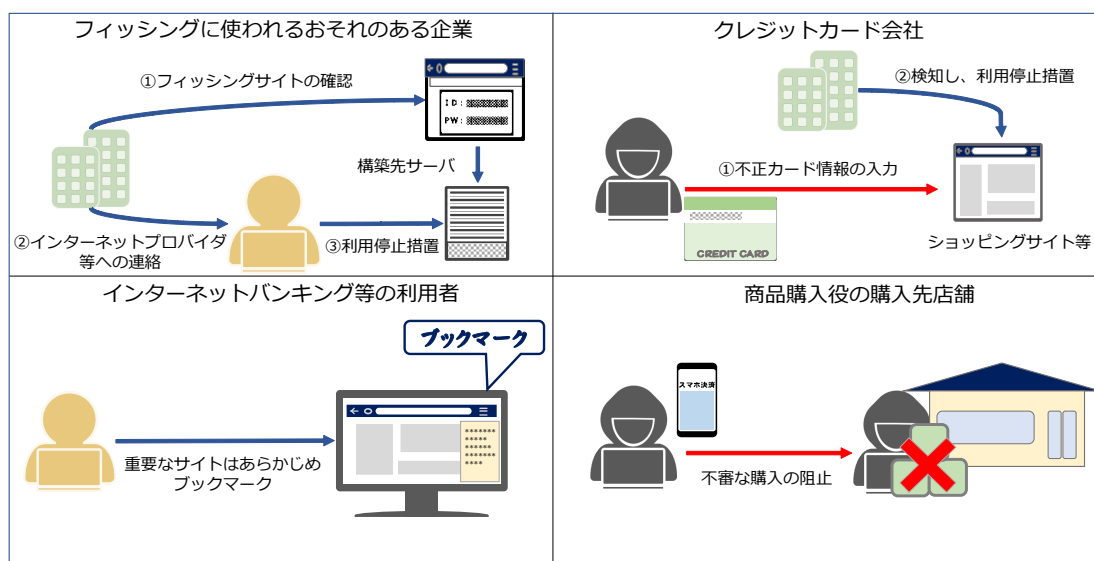 フィッシングに使われるおそれのある企業
①フィッシングサイトの確認
ID:
PW:
構築先サーバ
②インターネットプロバイダ
等への連絡
③利用停止措置
クレジットカード会社
②検知し、利用停止措置
①不正カード情報の入力
CREDIT CARD
ショッピングサイト等
インターネットバンキング等の利用者
ブックマーク
*******
*****
*******
*******
****
重要なサイトはあらかじめ
ブックマーク
商品購入役の購入先店舗
スマホ決済
不審な購入の阻止